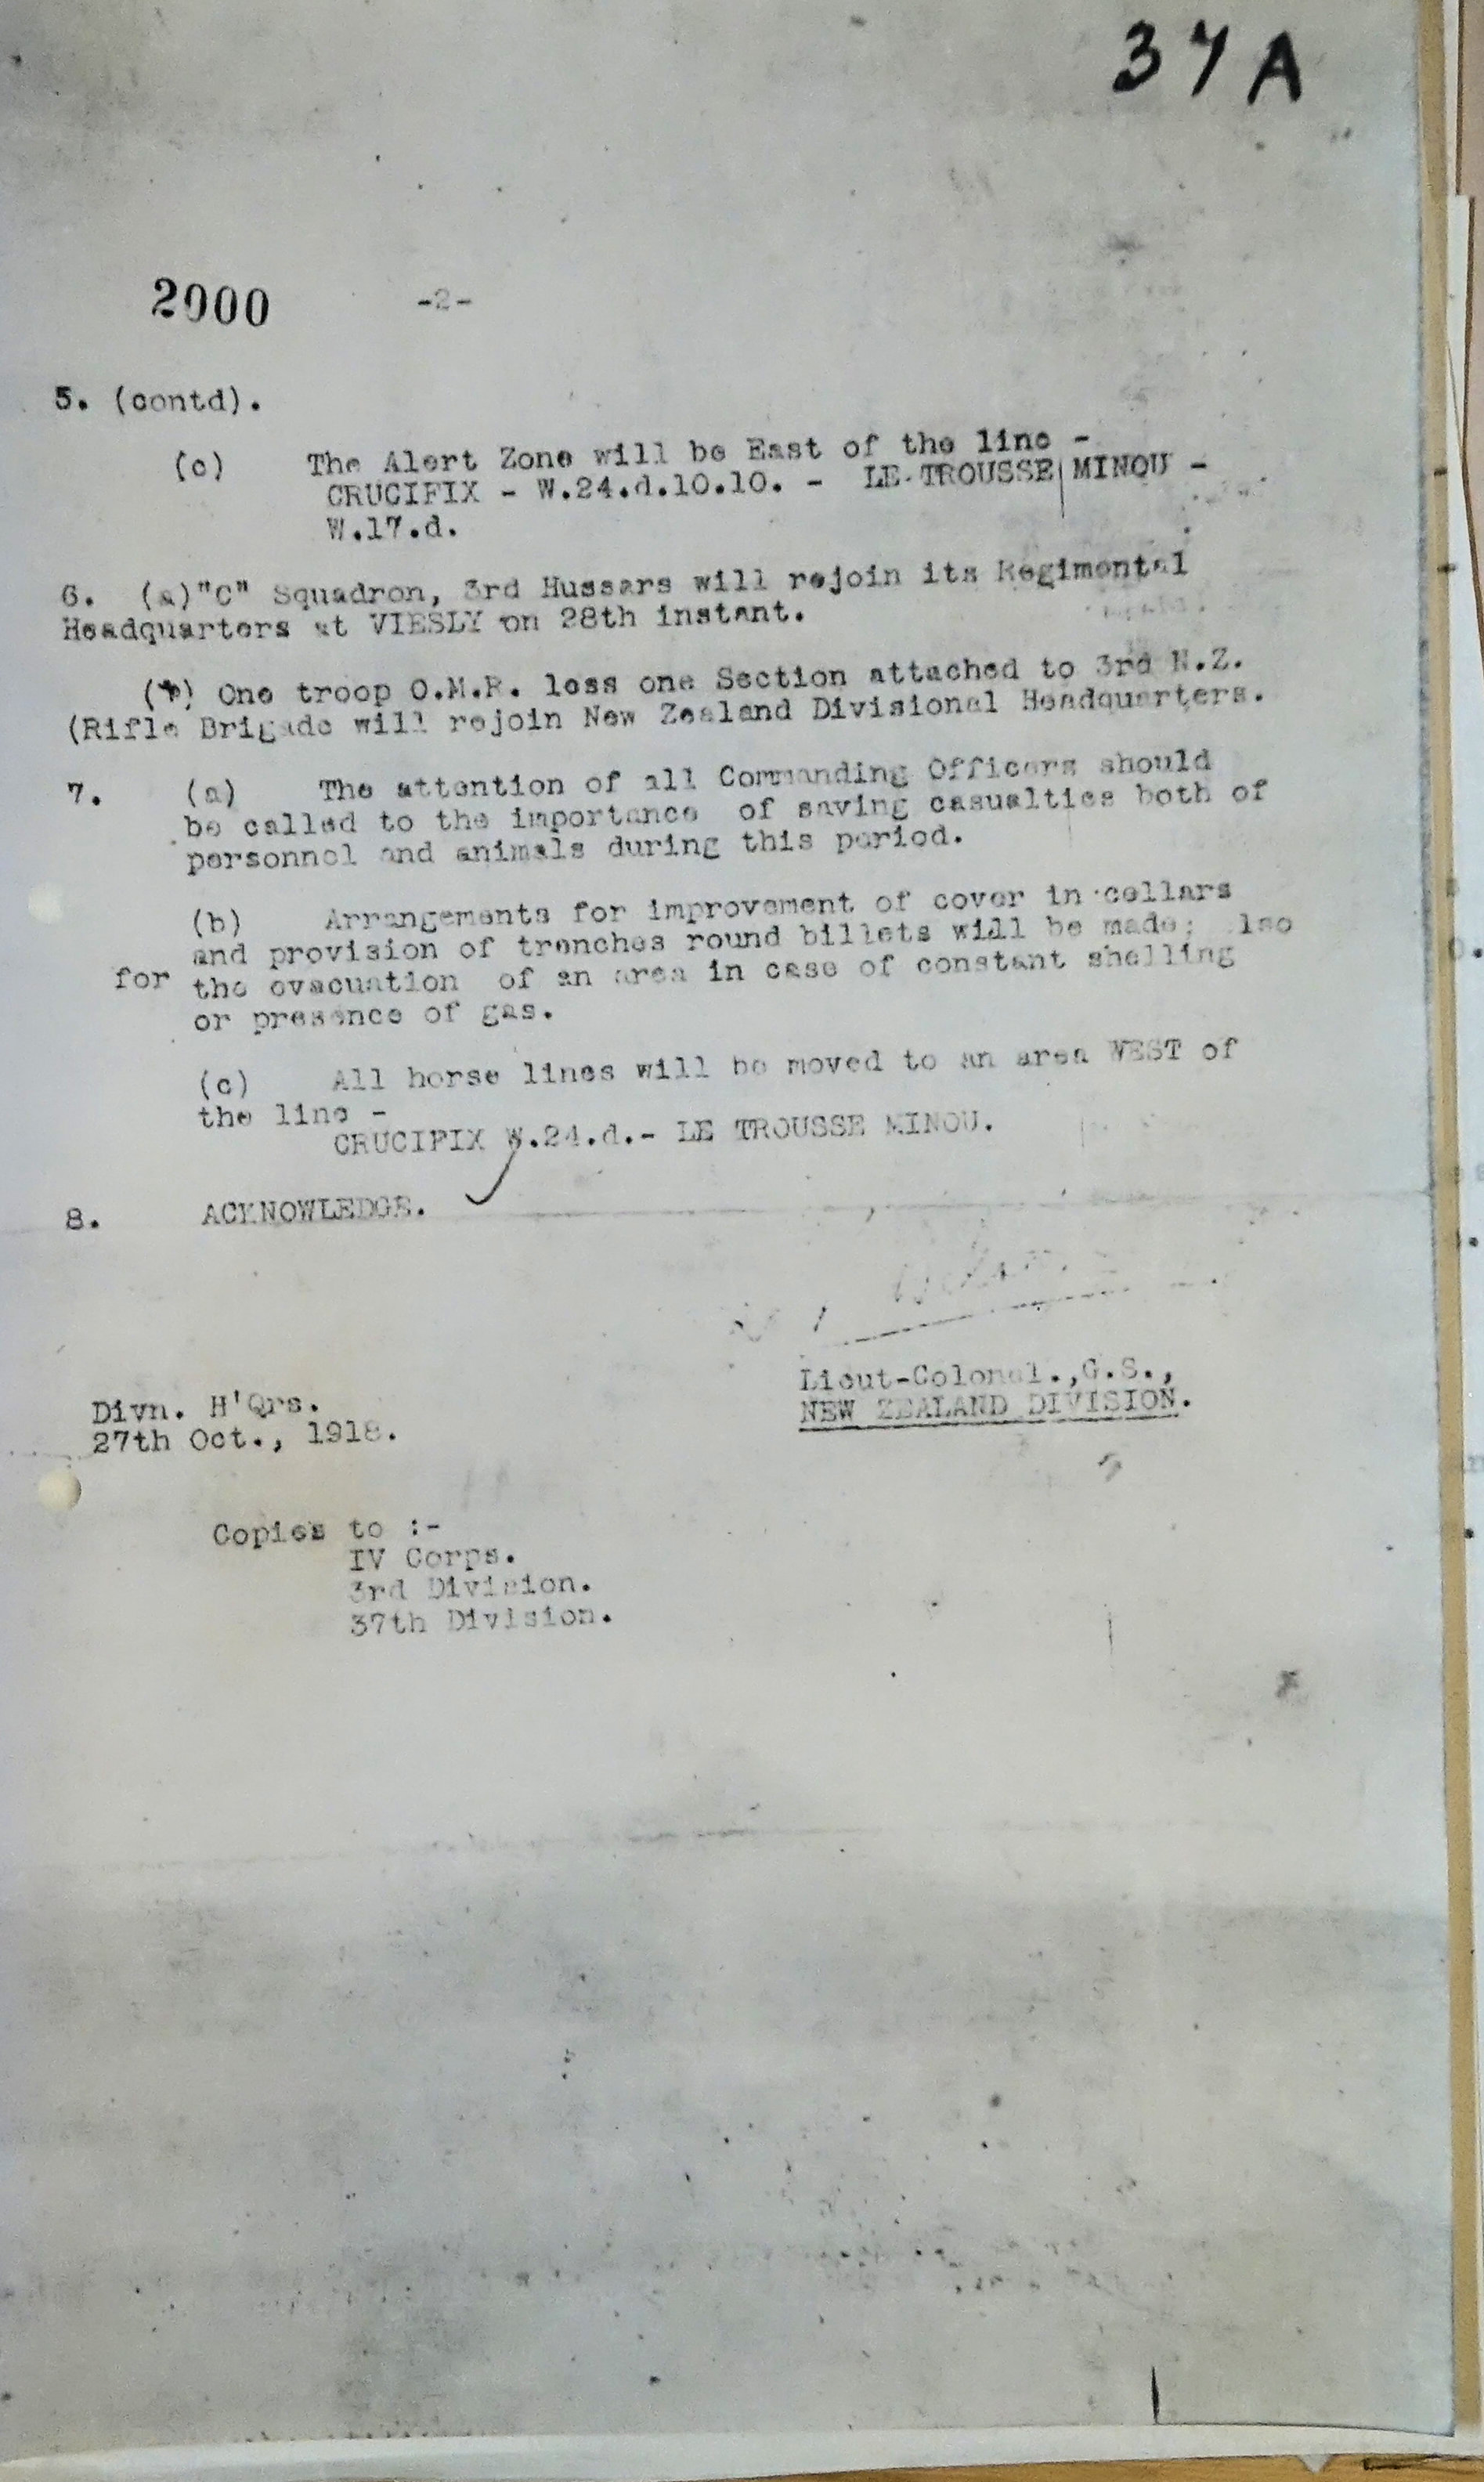 37A
2900 -2-
5. (contd).
(c) The Alert Zone will be East of the line -
CRUCIFIX - W.24.d.10.10. - LE TROUSSE MINOU -
W.17.d.
6. (a) "C" Squadron, 3rd Hussars will rejoin its Regimental
Headquarters at VIESLY on 28th instant.
(b) One troop O.M.R. less one Section attached to 3rd N.Z.
(Rifle Brigade will rejoin New Zealand Divisional Headquarters.
7. (a) The attention of all Commanding Officers should
be called to the importance of saving casualties both of
personnel and animals during this period.
(b) Arrangements for improvement of cover in cellars
and provision of trenches round billets will be made; also
for the evacuation of an area in case of constant shelling
or presence of gas.
(c) All horse lines will be moved to an area WEST of
the line -
CRUCIFIX W.24.d.- LE TROUSSE MINOU.
8. ACKNOWLEDGE.
Lieut-Colonel.,G.S.,
NEW ZEALAND DIVISION.
Divn. H'Qrs.
27th Oct., 1918.
Copies to :-
IV Corps.
3rd Division.
37th Division.